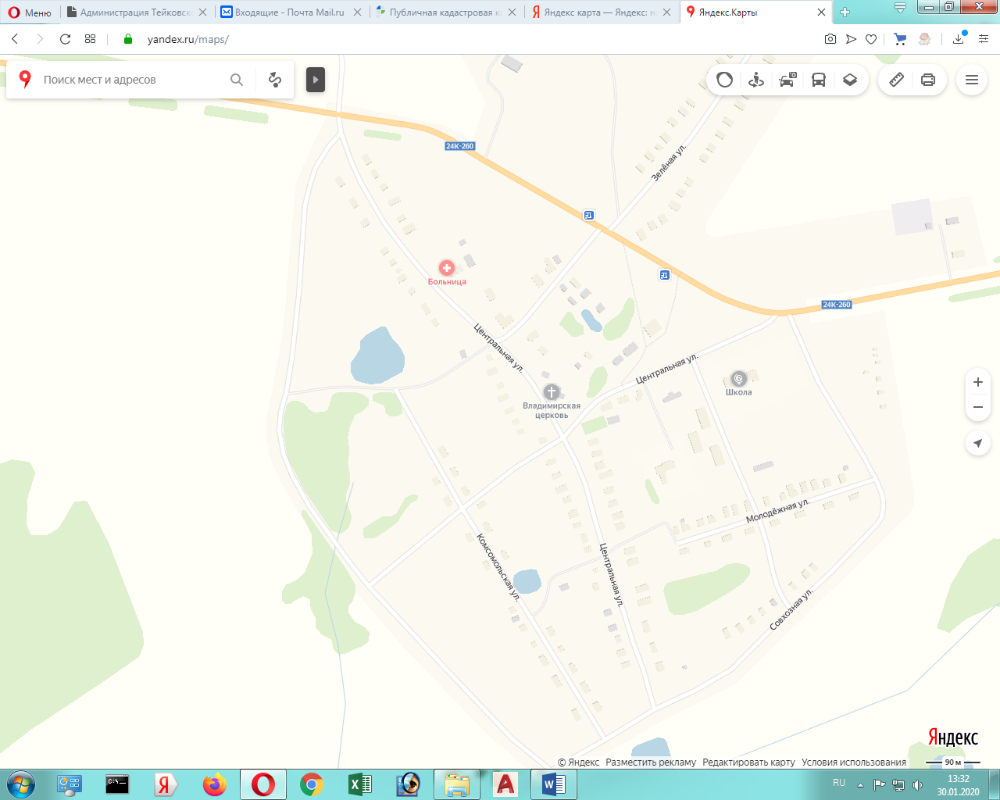 Меню
Администрация Тейковск
Входящие - Почта Mail.ru
Публичная кадастровая к
Яндекс карта — Яндекс: н
Яндекс.Карты
yandex.ru/maps/
Поиск мест и адресов
24К-260
Зелёная ул.
Больница
24К-260
Центральная ул.
Центральная ул.
Школа
Владимирская
церковь
Молодёжная ул.
Комсомольская ул.
Центральная ул.
Совхозная ул.
Яндекс
© Яндекс Разместить рекламу Редактировать карту Условия использования 90 м
C:\_
RU
13:32
30.01.2020